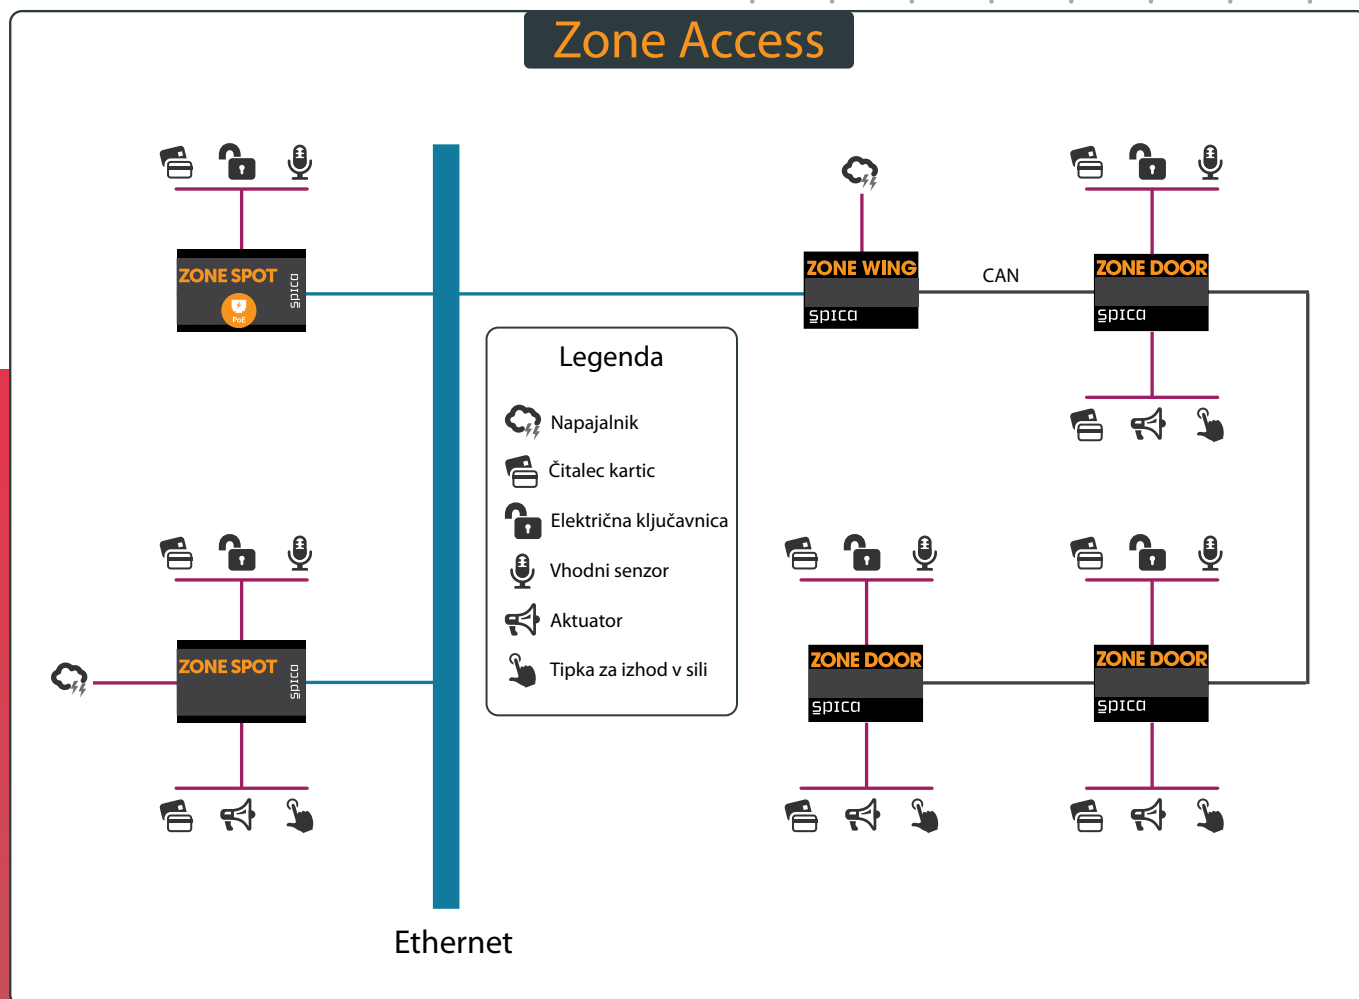 Zone Access
ZONE SPOT
PoE
spica
ZONE WING
spica
CAN
ZONE DOOR
spica
Legenda
Napajalnik
Čitalec kartic
Električna ključavnica
Vhodni senzor
Aktuator
Tipka za izhod v sili
ZONE SPOT
spica
ZONE DOOR
spica
ZONE DOOR
spica
Ethernet